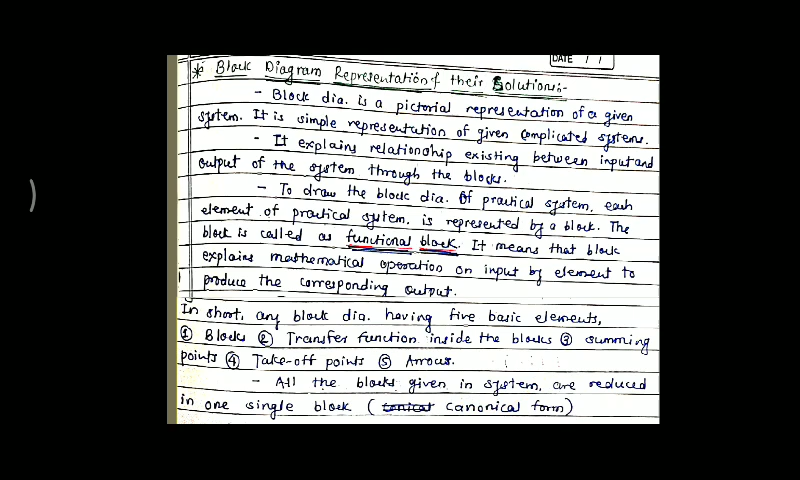 DATE / /
* Block Diagram Representation & their Solutions:-
- Block dia. is a pictorial representation of a given
system. It is simple representation of given complicated systems.
- It explains relationship existing between input and
output of the system through the blocks.
- To draw the block dia. of practical system, each
element of practical system, is represented by a block. The
block is called as functional block. It means that block
explains mathematical operation on input by element to
produce the corresponding output.
In short, any block dia. having five basic elements,
① Blocks ② Transfer function inside the blocks ③ summing
points ④ Take-off points ⑤ Arrows.
- All the blocks given in system, are reduced
in one single block ( canonical form)